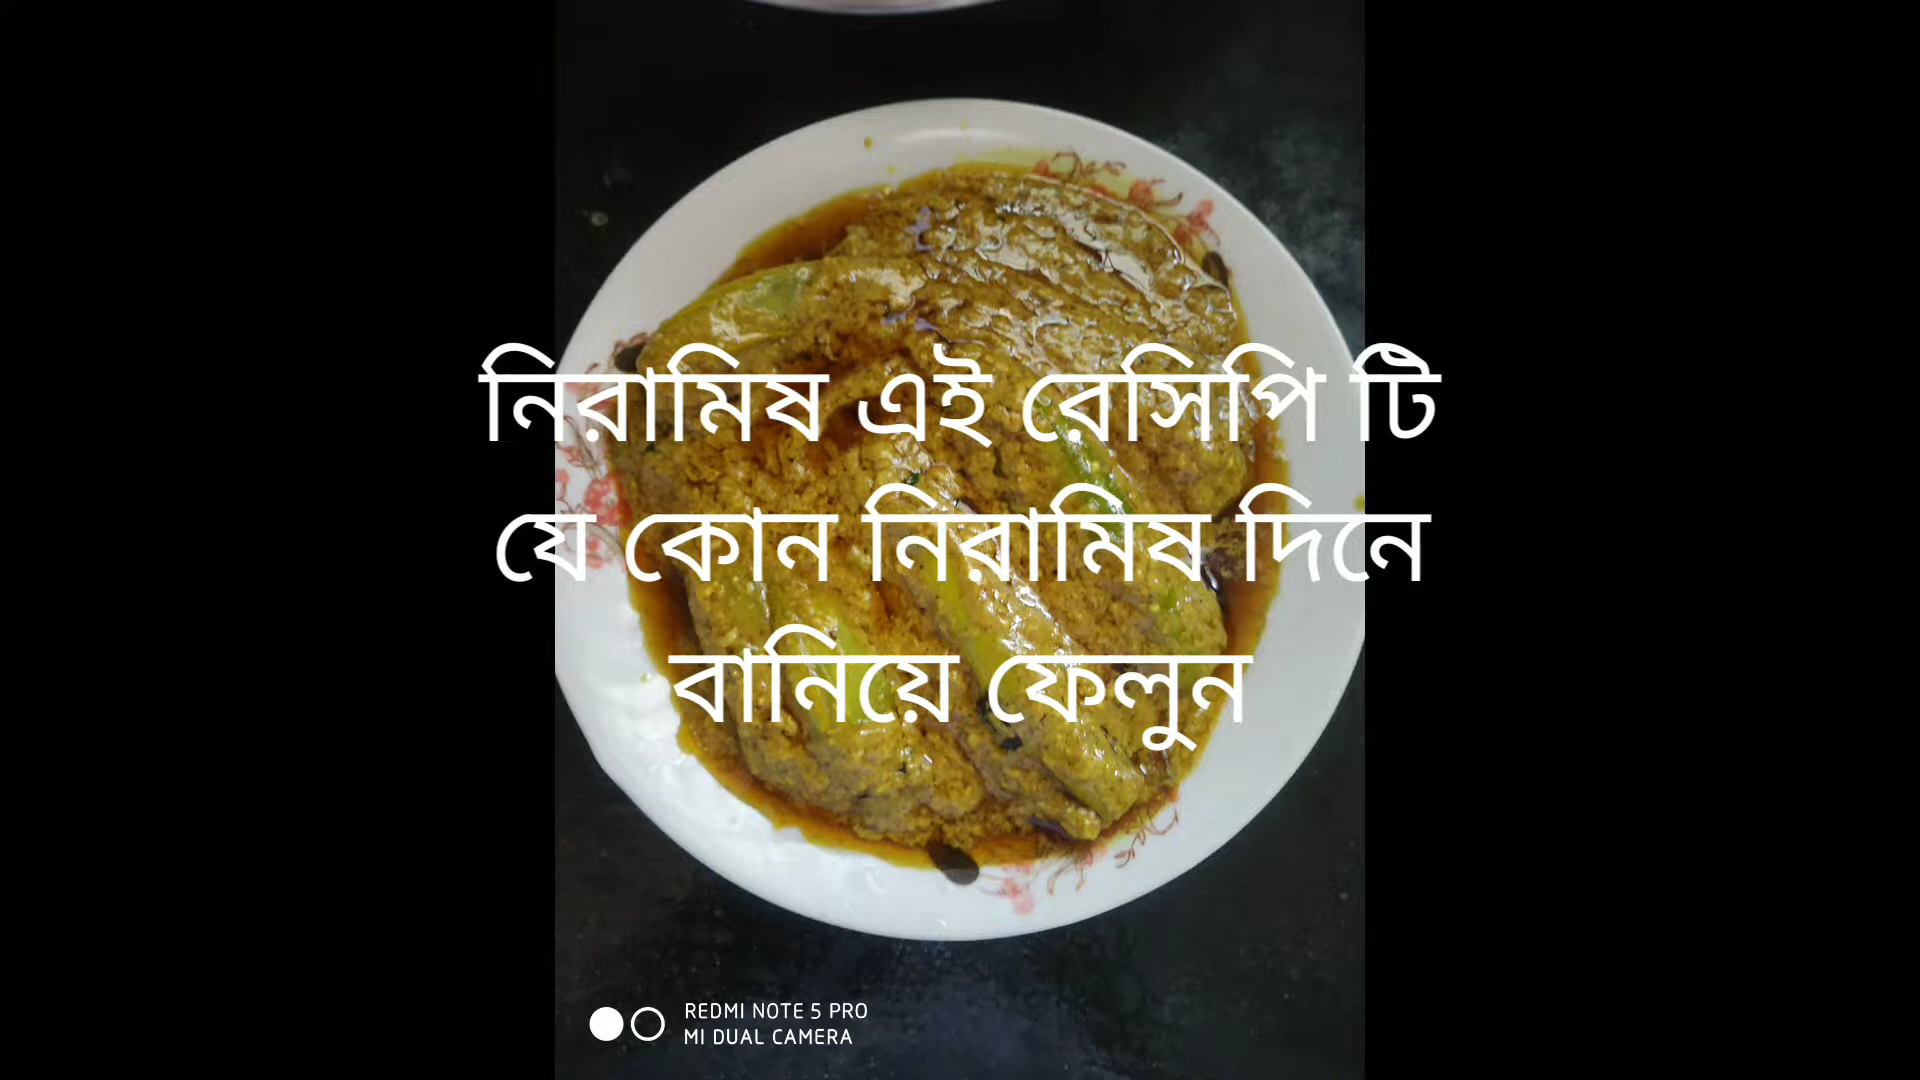 নিরামিষ এই রেসিপি টি
যে কোন নিরামিষ দিনে
বানিয়ে ফেলুন
REDMI NOTE 5 PRO
MI DUAL CAMERA